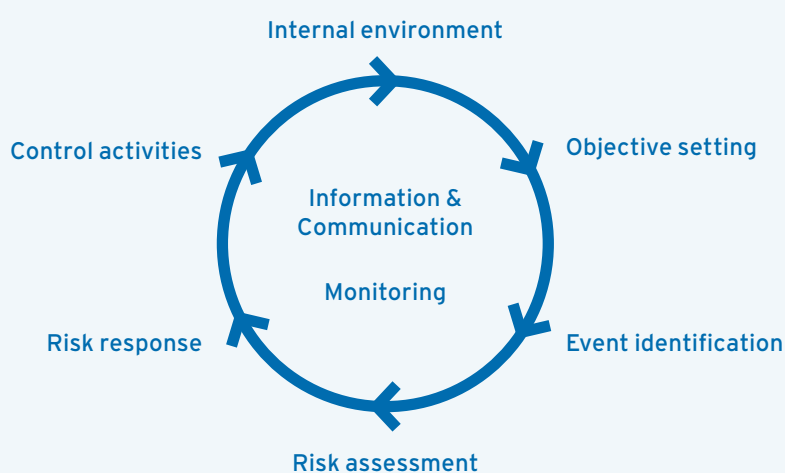 Internal environment
Control activities
Objective setting
Information &
Communication
Monitoring
Risk response
Event identification
Risk assessment